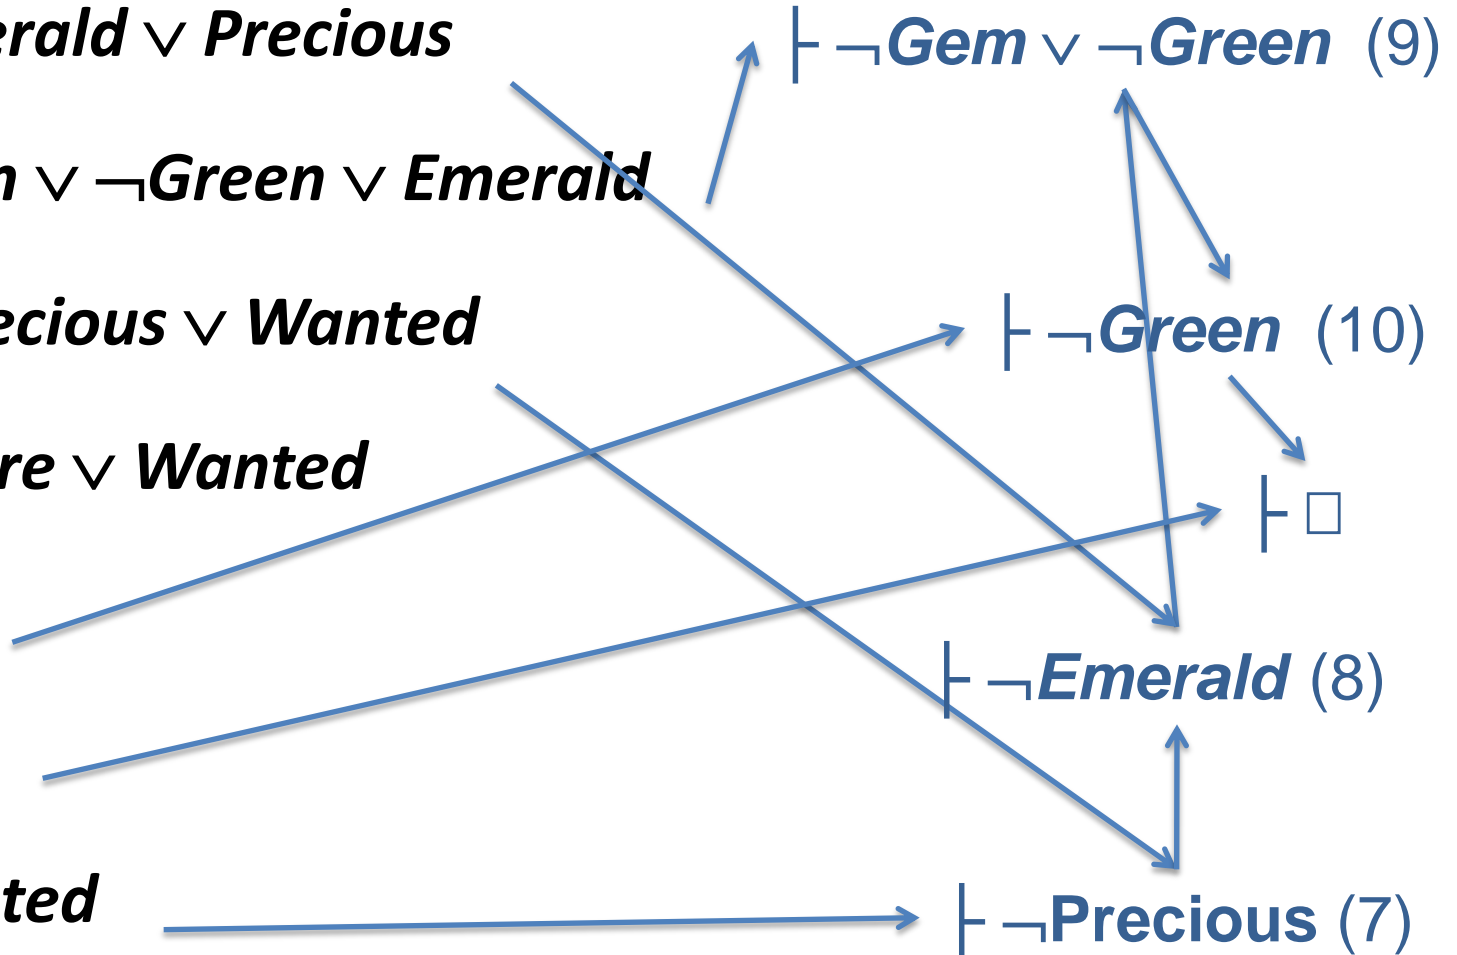 erald ∨ Precious
n ∨ ¬Green ∨ Emerald
ecious ∨ Wanted
re ∨ Wanted
ted
├ ¬Gem ∨ ¬Green (9)
├ ¬Green (10)
├ □
├ ¬Emerald (8)
├ ¬Precious (7)